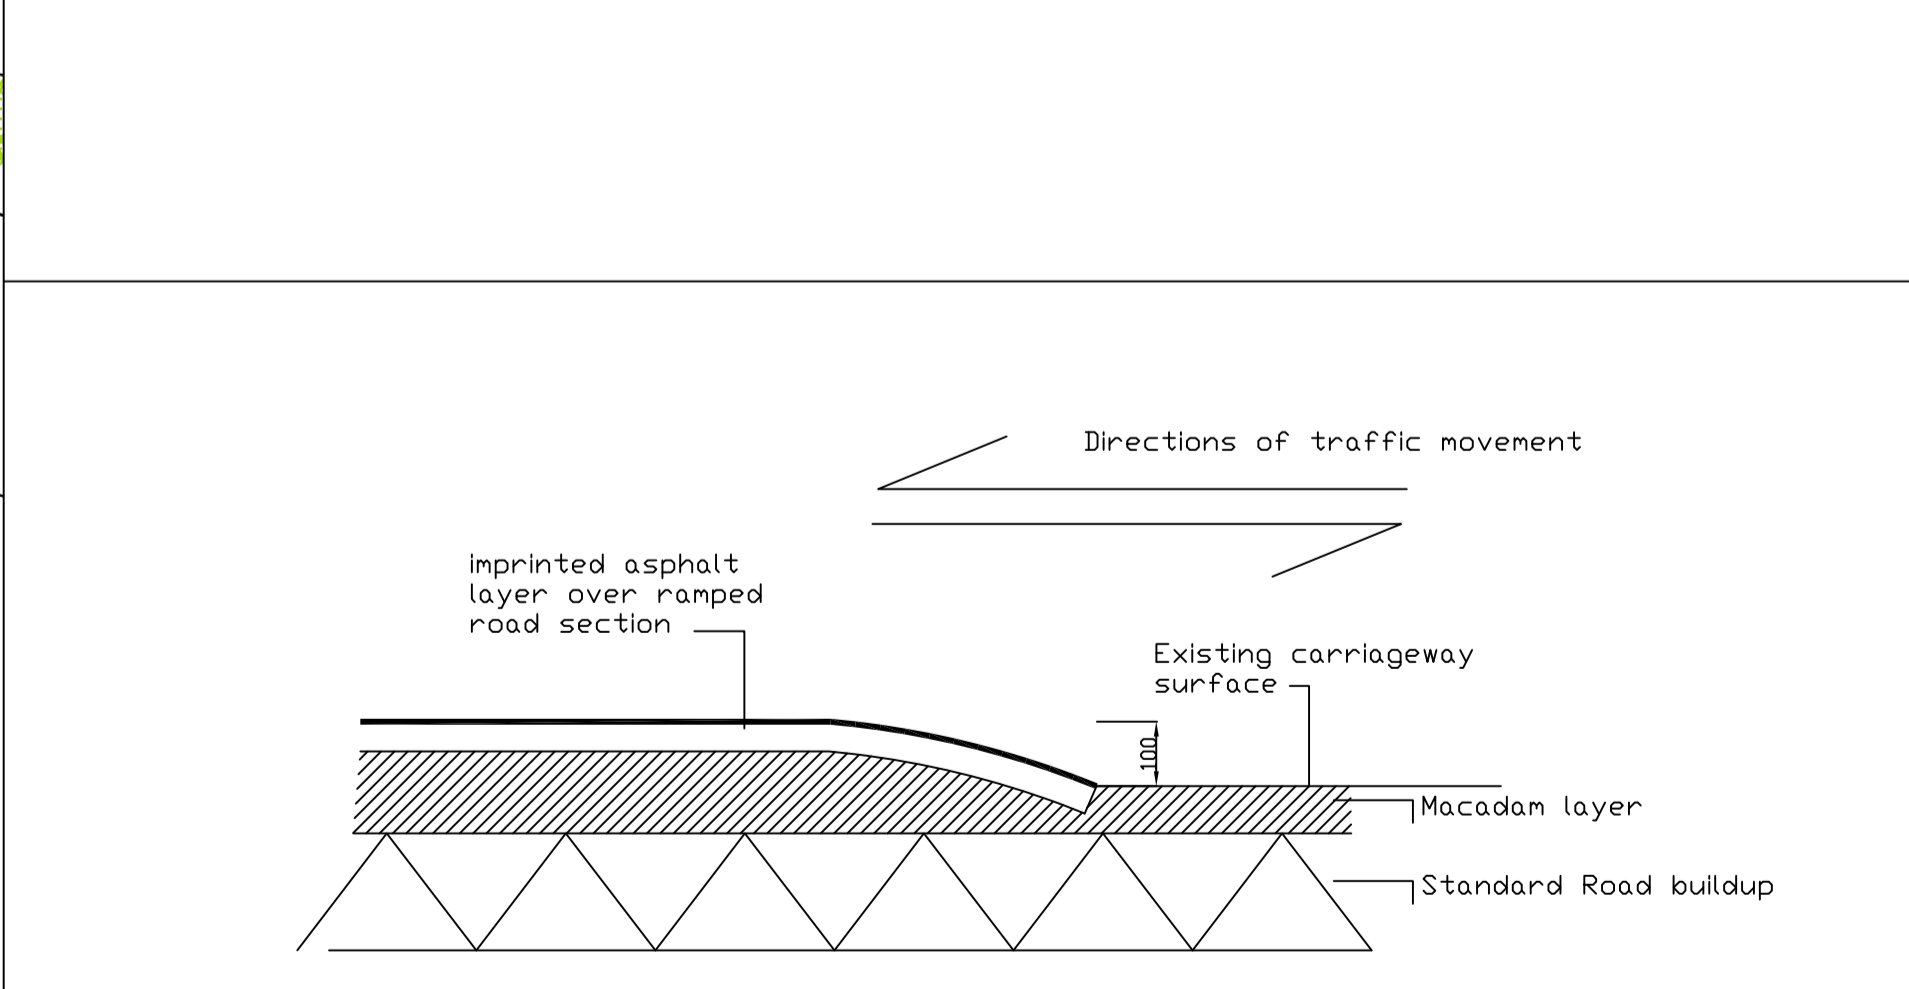 Directions of traffic movement
imprinted asphalt
layer over ramped
road section
Existing carriageway
surface
100
Macadam layer
Standard Road buildup